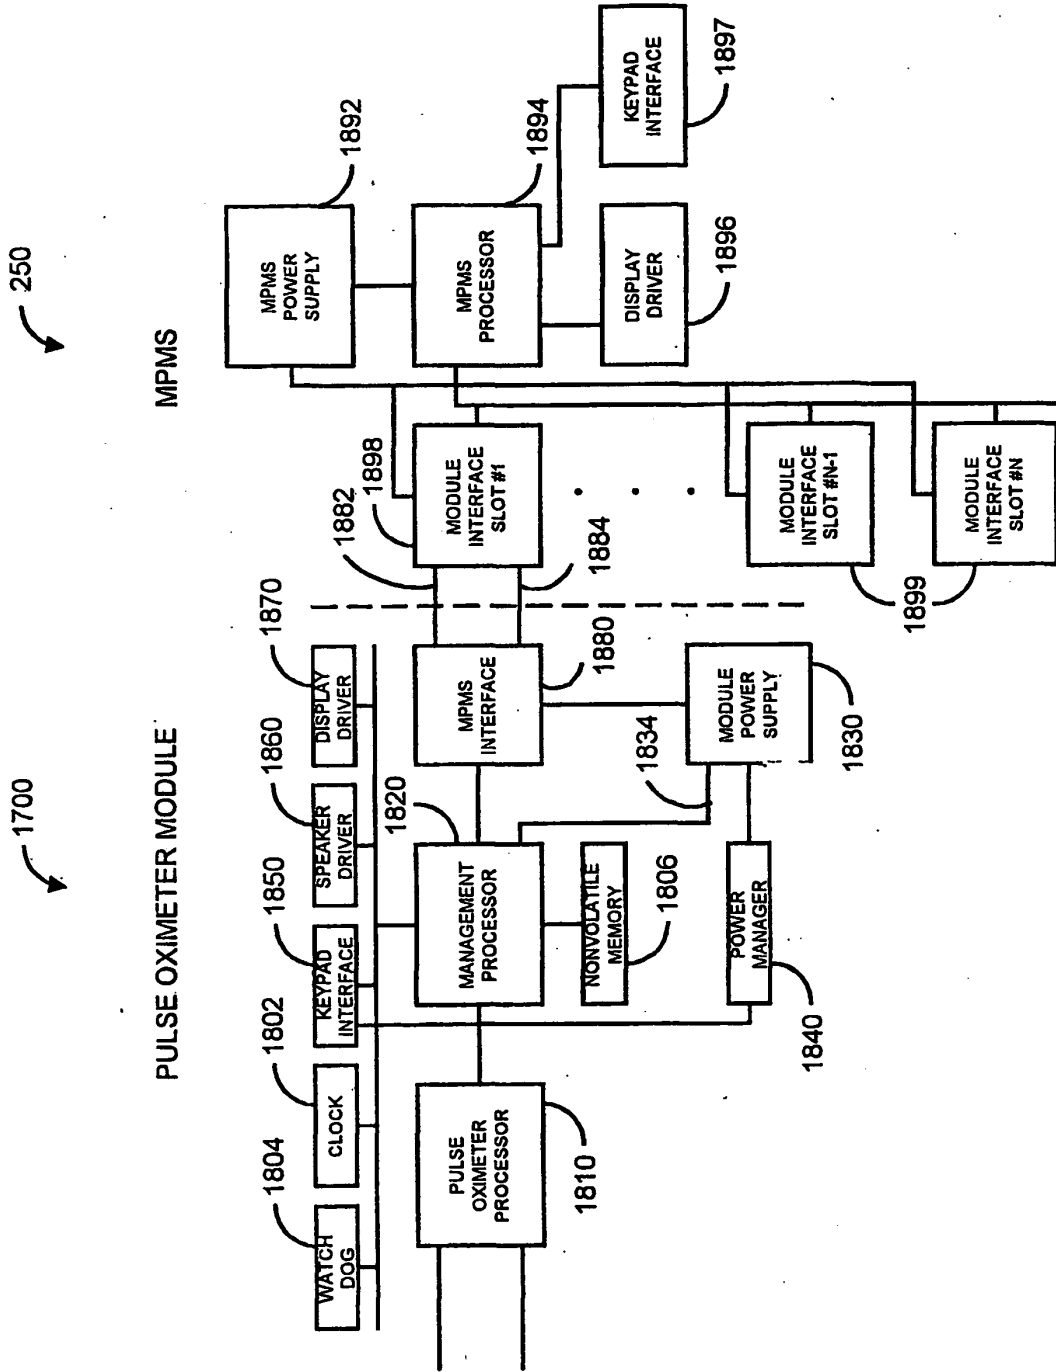 1700
PULSE OXIMETER MODULE
250
MPMS
1804
WATCH
DOG
1802
CLOCK
1850
KEYPAD
INTERFACE
1860
SPEAKER
DRIVER
1870
DISPLAY
DRIVER
PULSE
OXIMETER
PROCESSOR
1810
1820
MANAGEMENT
PROCESSOR
NONVOLATILE
MEMORY
1806
POWER
MANAGER
1840
MPMS
INTERFACE
1880
1834
MODULE
POWER
SUPPLY
1830
1882
1884
1898
MODULE
INTERFACE
SLOT #1
MODULE
INTERFACE
SLOT #N-1
MODULE
INTERFACE
SLOT #N
1899
MPMS
POWER
SUPPLY
1892
MPMS
PROCESSOR
1894
DISPLAY
DRIVER
1896
KEYPAD
INTERFACE
1897